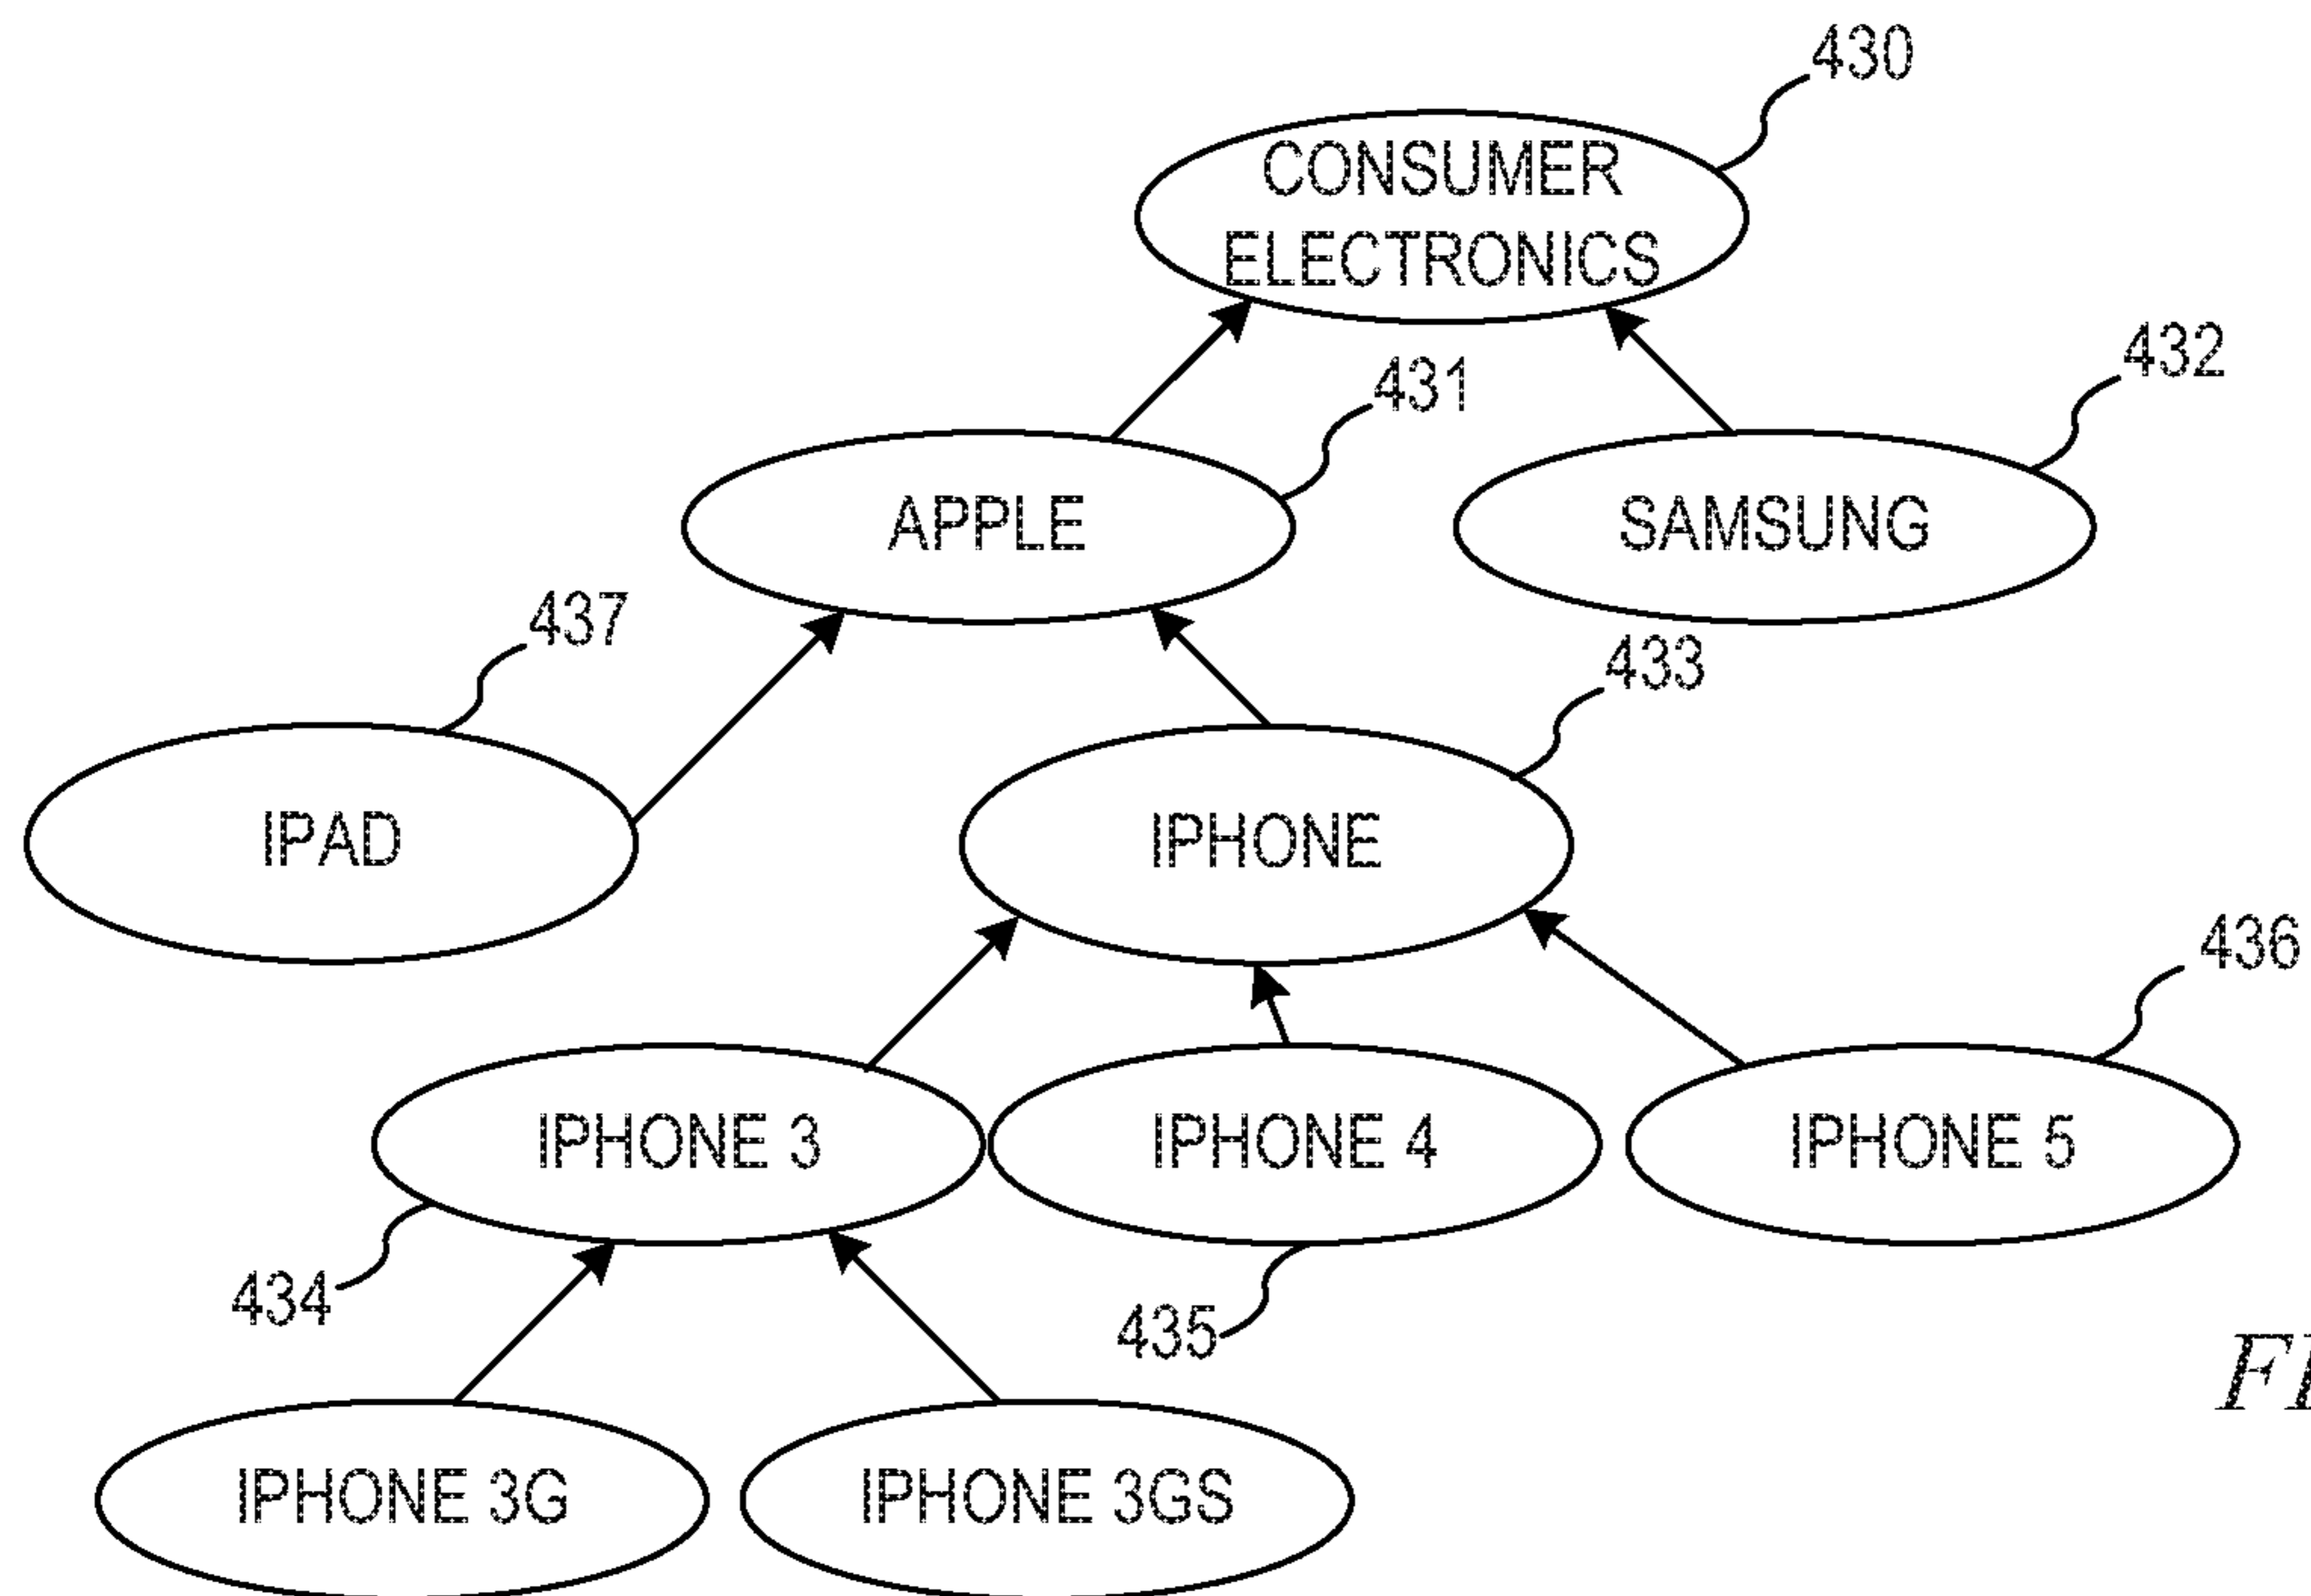 430
CONSUMER
ELECTRONICS
431
432
APPLE
SAMSUNG
437
433
IPAD
IPHONE
436
IPHONE 3
IPHONE 4
IPHONE 5
434
435
IPHONE 3G
IPHONE 3GS